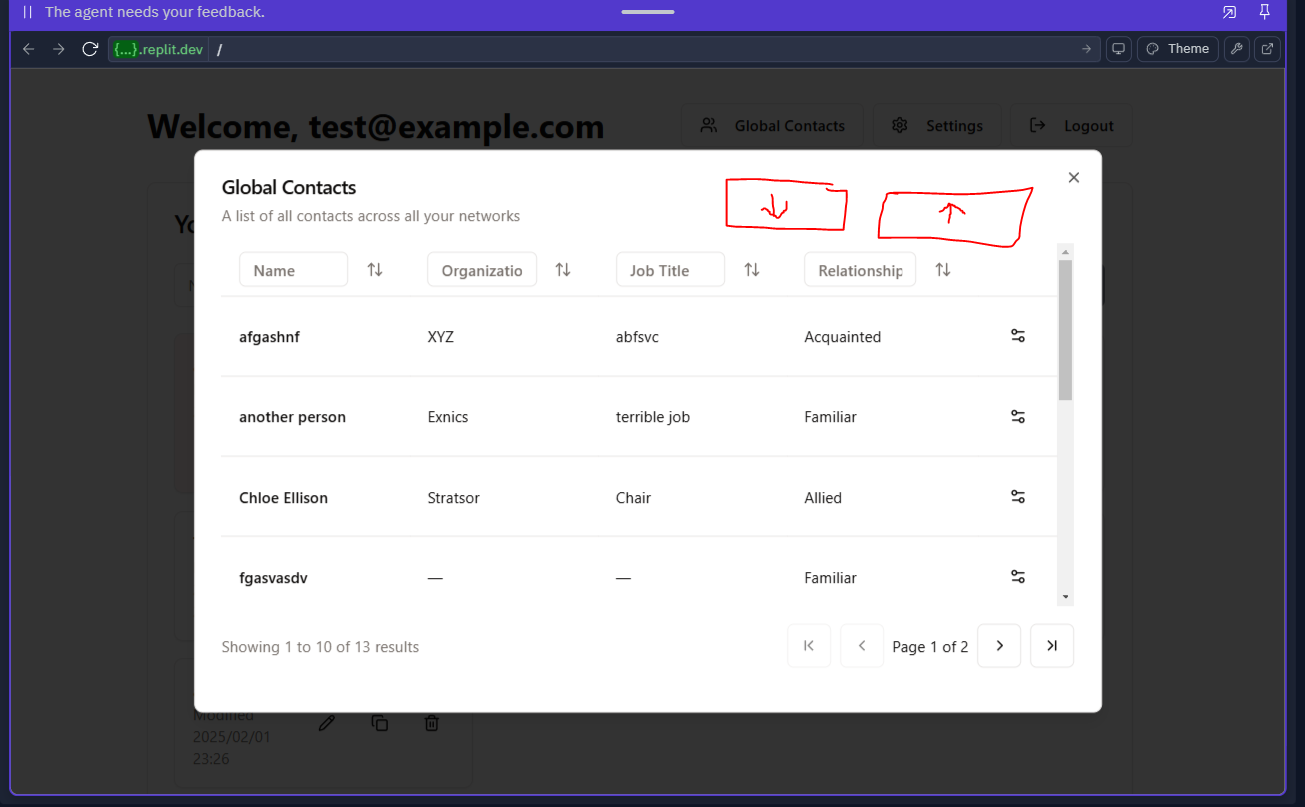 The agent needs your feedback.
{...}.replit.dev /
Theme
Welcome, test@example.com
Global Contacts
Settings
Logout
Global Contacts
A list of all contacts across all your networks
Name
Organizatio
Job Title
Relationship
afgashnf XYZ abfsvc Acquainted
another person Exnics terrible job Familiar
Chloe Ellison Stratsor Chair Allied
fgasvasdv — — Familiar
Showing 1 to 10 of 13 results
Page 1 of 2
Modified
2025/02/01
23:26